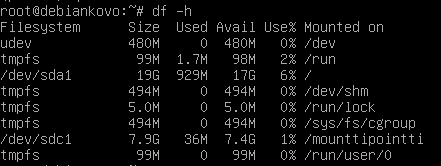 root@debiankovo:~# df -h
Filesystem      Size  Used Avail Use% Mounted on
udev            480M     0  480M   0% /dev
tmpfs            99M  1.7M   98M   2% /run
/dev/sda1        19G  929M   17G   6% /
tmpfs           494M     0  494M   0% /dev/shm
tmpfs           5.0M     0  5.0M   0% /run/lock
tmpfs           494M     0  494M   0% /sys/fs/cgroup
/dev/sdc1       7.9G   36M  7.4G   1% /mounttipointti
tmpfs            99M     0   99M   0% /run/user/0